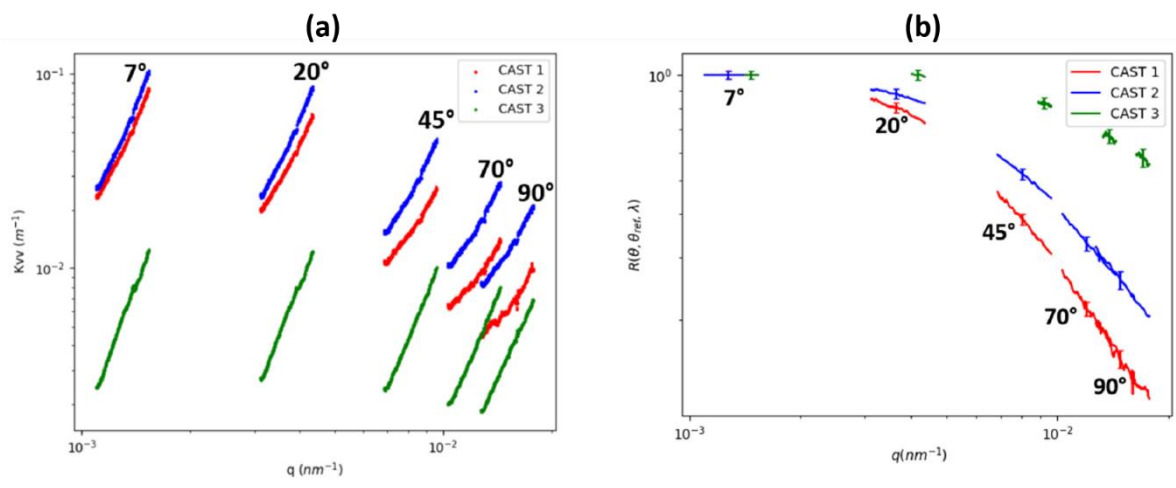 (a)
10⁻¹
7°
20°
45°
70°
90°
CAST 1
CAST 2
CAST 3
Kvv (m⁻¹)
10⁻²
10⁻³
10⁻²
q (nm⁻¹)
(b)
10⁰
7°
20°
45°
70°
90°
CAST 1
CAST 2
CAST 3
R(θ, θref, λ)
10⁻³
10⁻²
q(nm⁻¹)